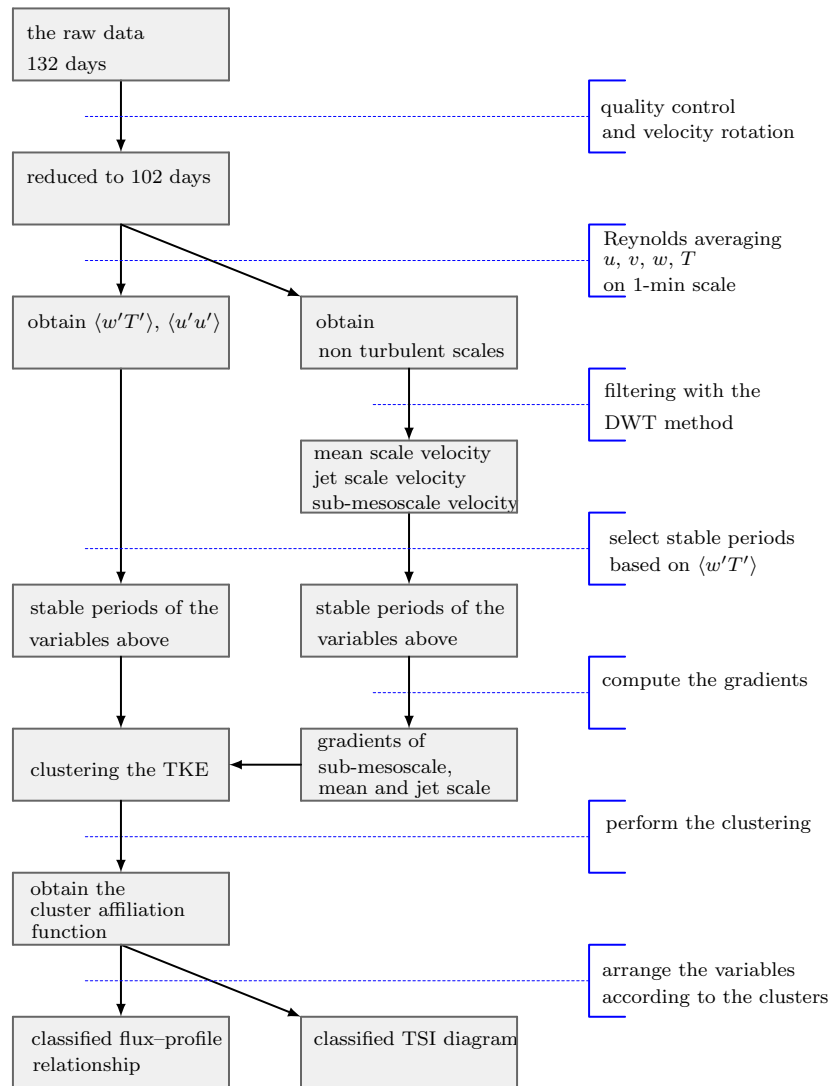 the raw data
132 days
quality control
and velocity rotation
reduced to 102 days
Reynolds averaging
u, v, w, T
on 1-min scale
obtain ⟨w′T′⟩, ⟨u′u′⟩
obtain
non turbulent scales
filtering with the
DWT method
mean scale velocity
jet scale velocity
sub-mesoscale velocity
select stable periods
based on ⟨w′T′⟩
stable periods of the
variables above
stable periods of the
variables above
compute the gradients
clustering the TKE
gradients of
sub-mesoscale,
mean and jet scale
perform the clustering
obtain the
cluster affiliation
function
arrange the variables
according to the clusters
classified flux–profile
relationship
classified TSI diagram